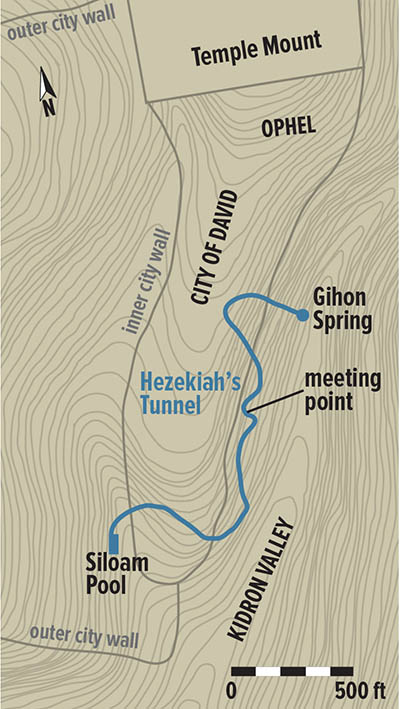 outer city wall
Temple Mount
N
OPHEL
CITY OF DAVID
inner city wall
Gihon
Spring
Hezekiah's
Tunnel
meeting
point
Siloam
Pool
KIDRON VALLEY
outer city wall
0 500 ft